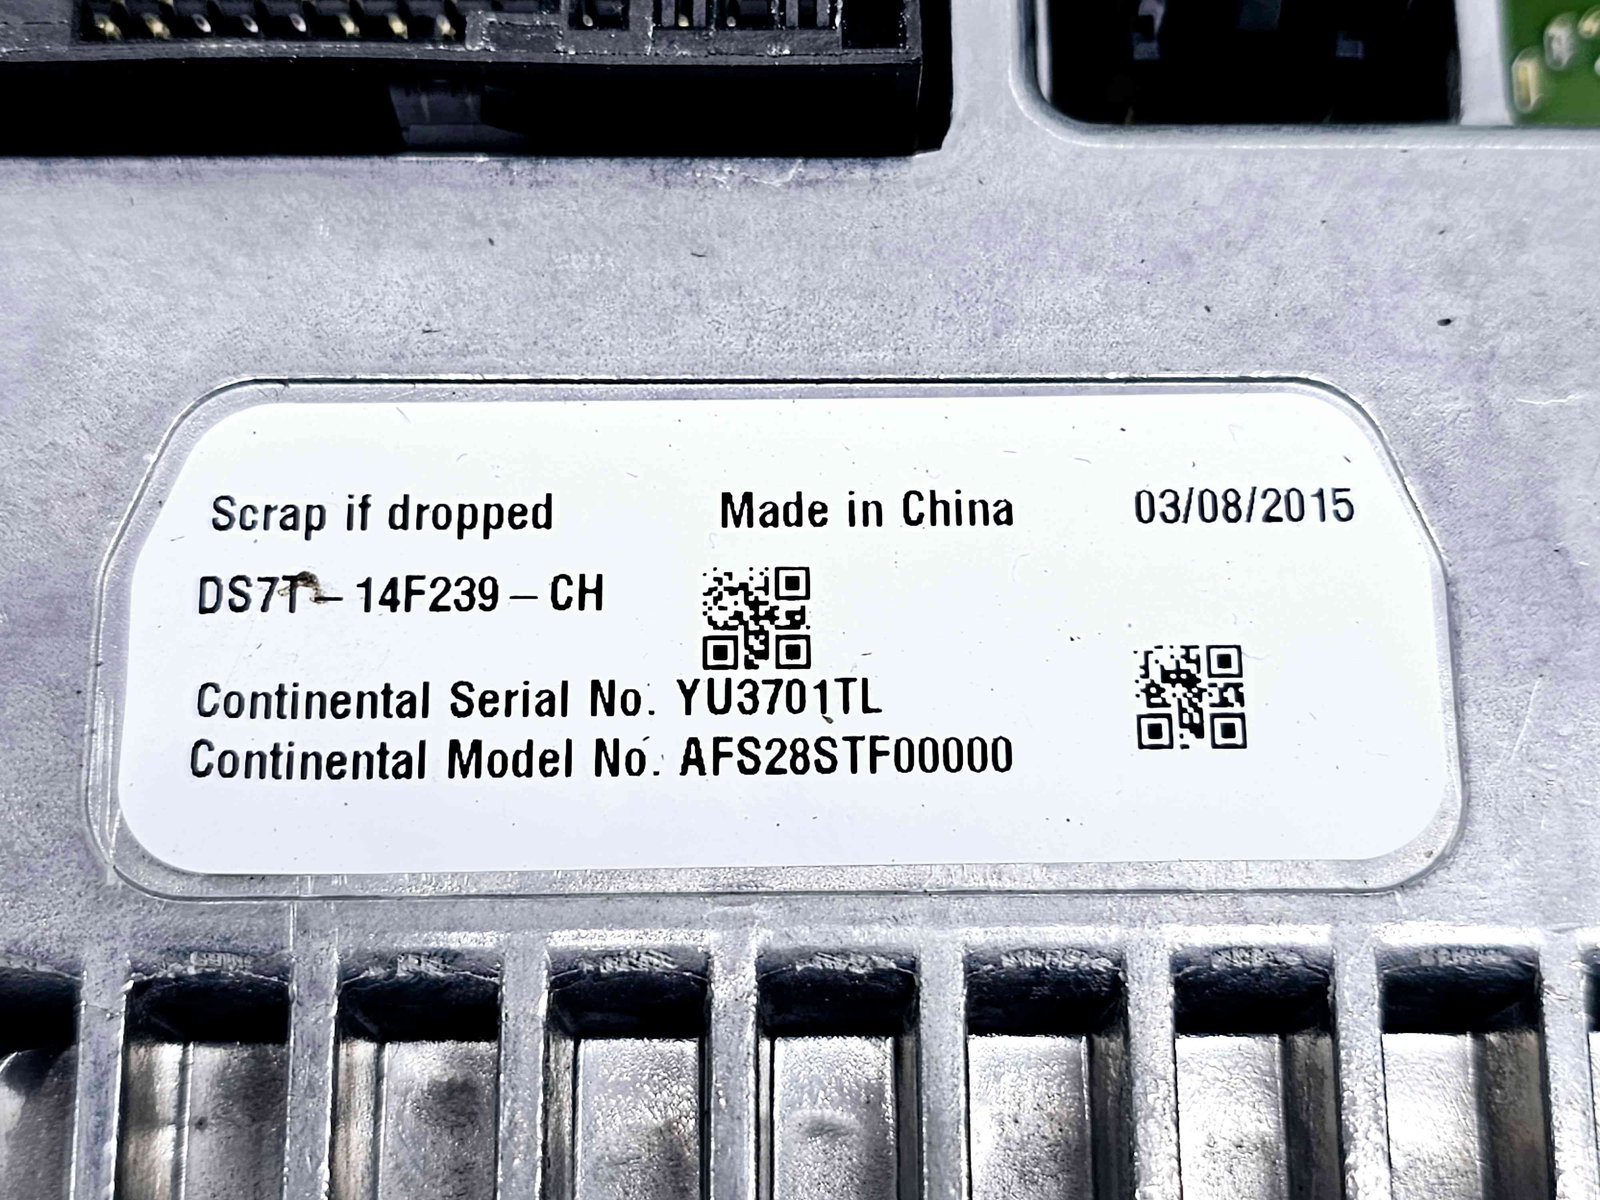 Scrap if dropped Made in China 03/08/2015
DS7T-14F239-CH
Continental Serial No. YU3701TL
Continental Model No. AFS28STF00000